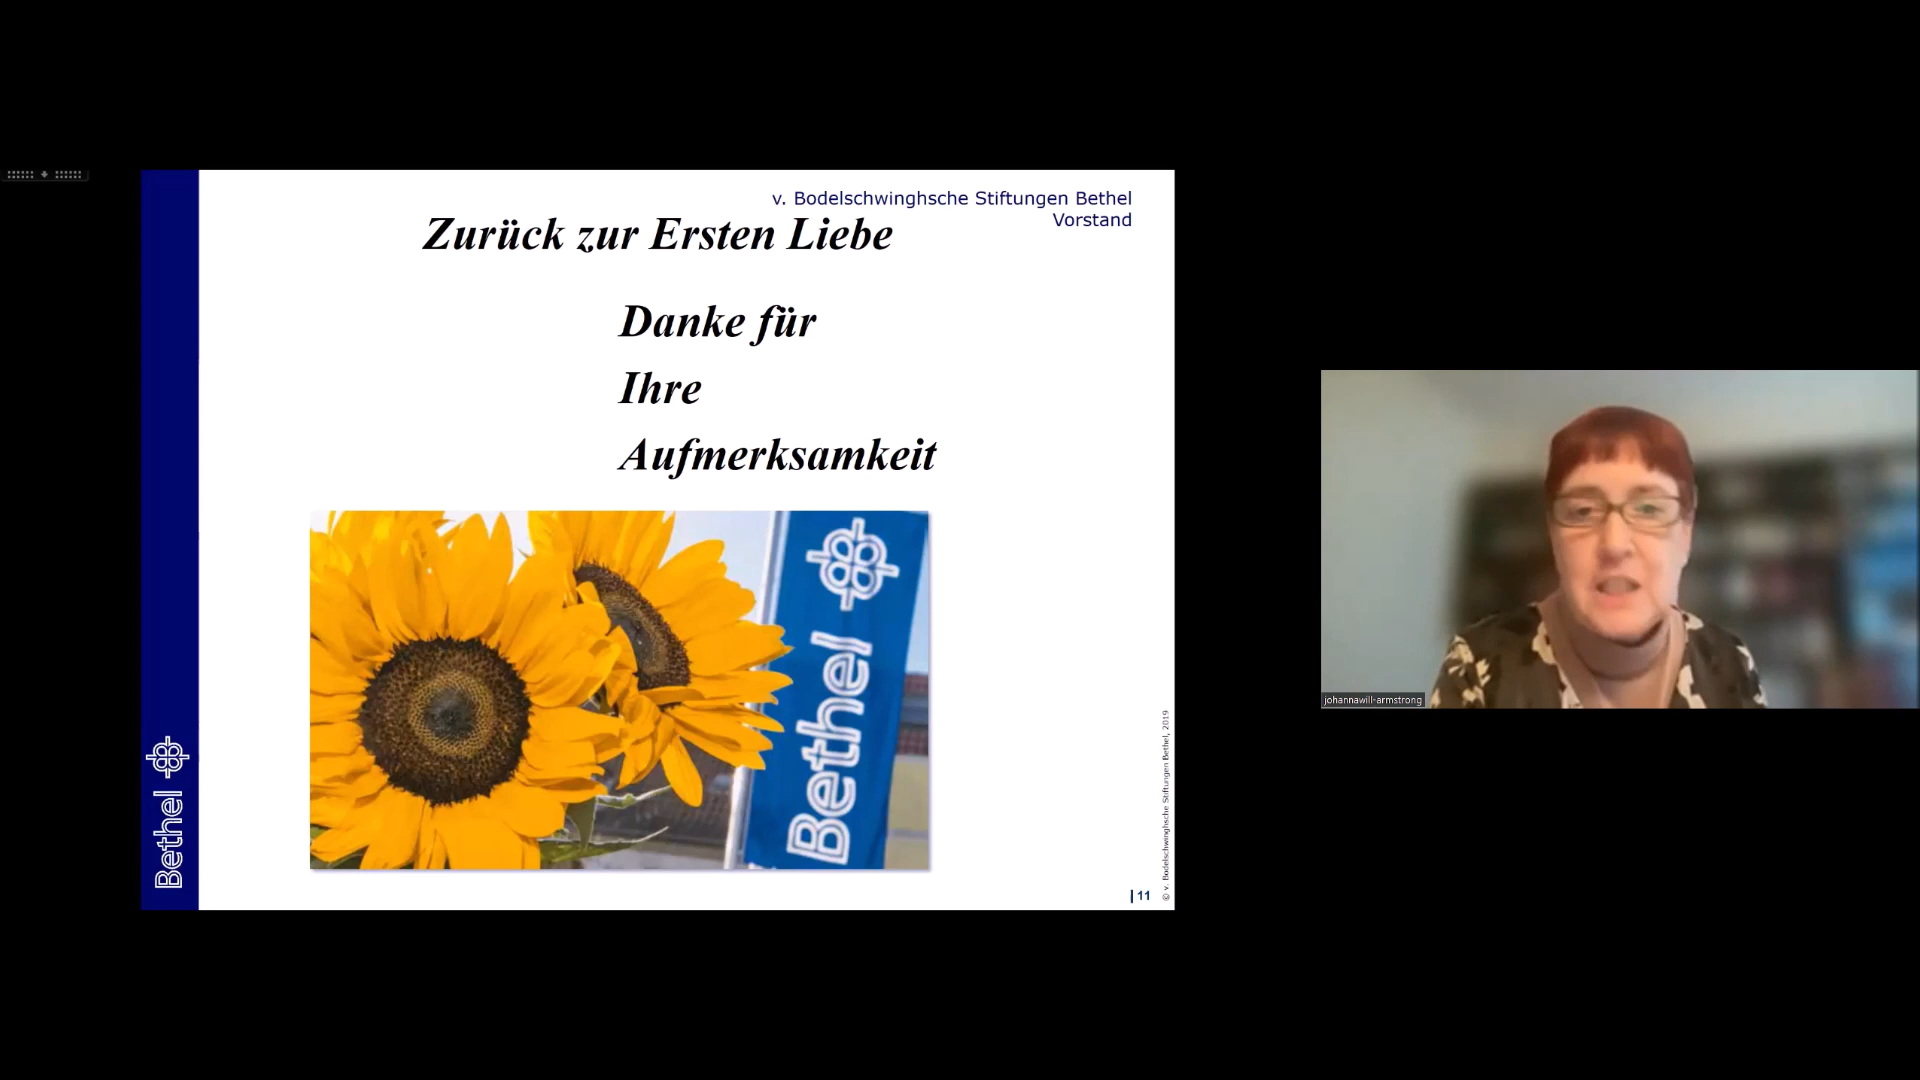 v. Bodelschwinghsche Stiftungen Bethel
Vorstand
Zurück zur Ersten Liebe
Danke für
Ihre
Aufmerksamkeit
Bethel
Bethel
johannawill-armstrong
© v. Bodelschwinghsche Stiftungen Bethel, 2019
| 11